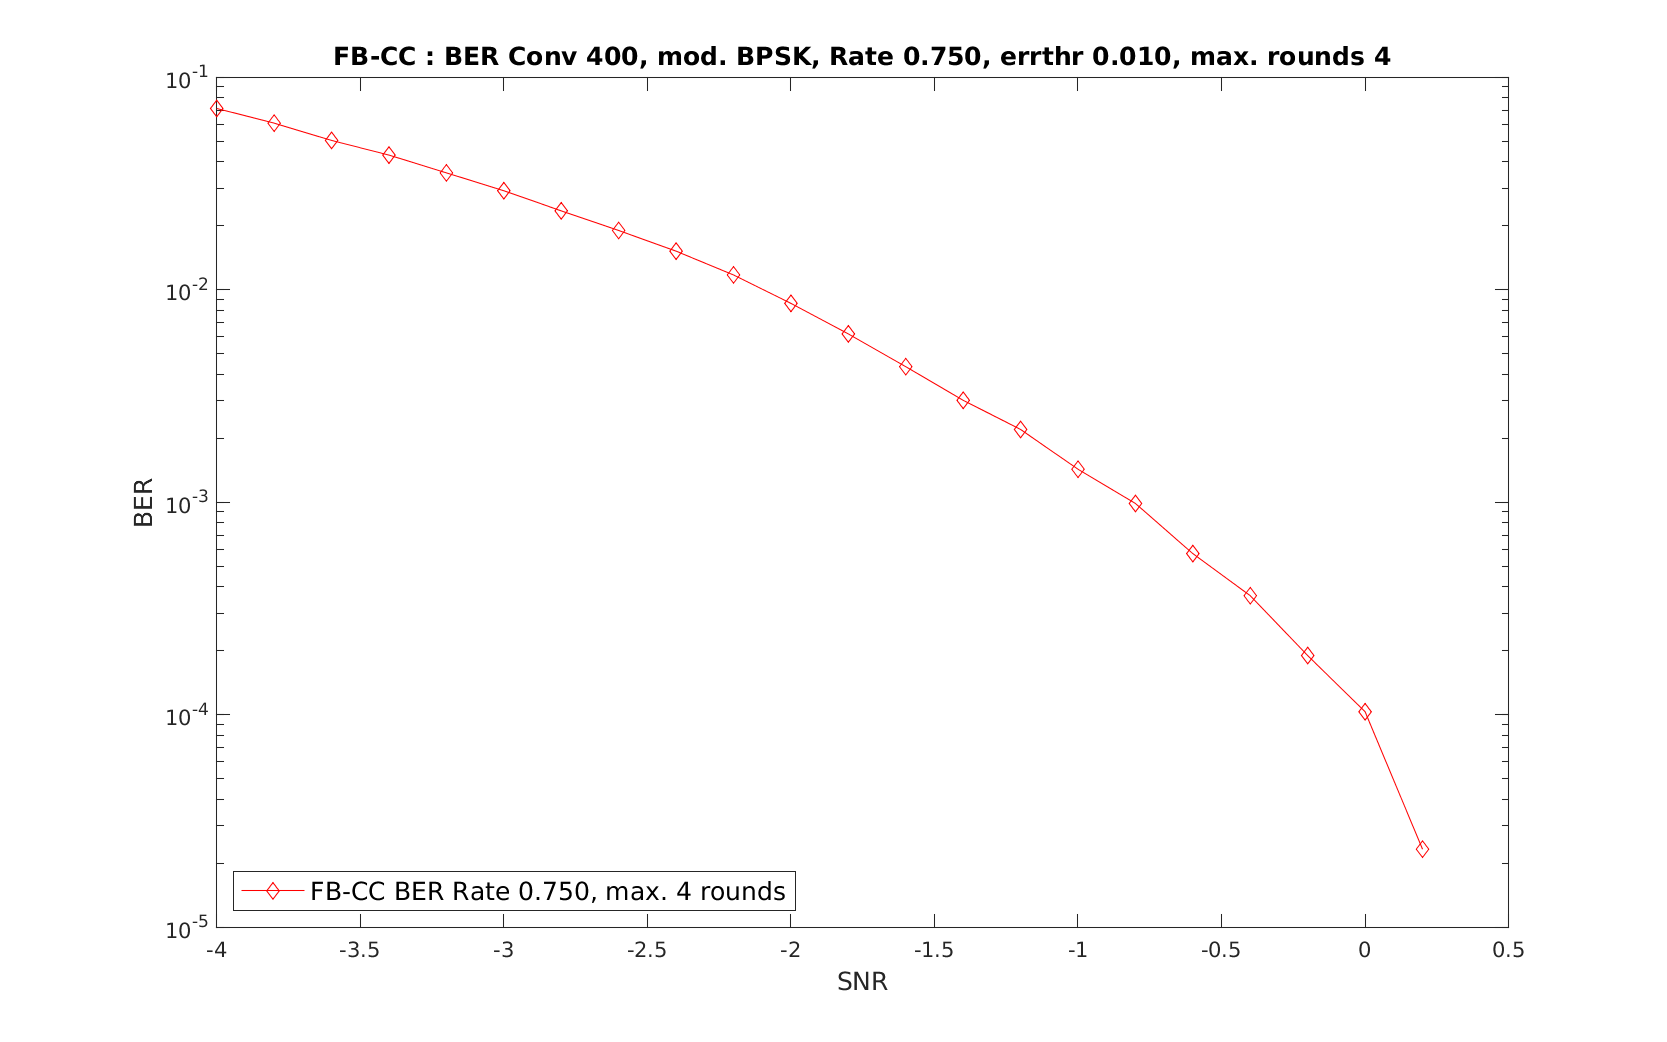 FB-CC : BER Conv 400, mod. BPSK, Rate 0.750, errthr 0.010, max. rounds 4
10^-1
10^-2
10^-3
10^-4
10^-5
BER
FB-CC BER Rate 0.750, max. 4 rounds
-4 -3.5 -3 -2.5 -2 -1.5 -1 -0.5 0 0.5
SNR